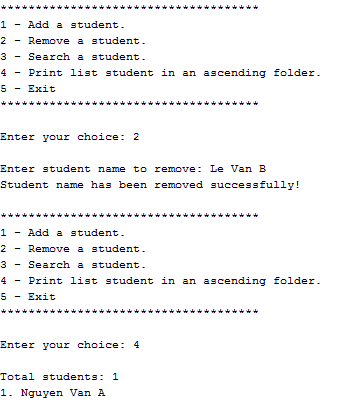 *************************************
1 - Add a student.
2 - Remove a student.
3 - Search a student.
4 - Print list student in an ascending folder.
5 - Exit
*************************************
Enter your choice: 2
Enter student name to remove: Le Van B
Student name has been removed successfully!
*************************************
1 - Add a student.
2 - Remove a student.
3 - Search a student.
4 - Print list student in an ascending folder.
5 - Exit
*************************************
Enter your choice: 4
Total students: 1
1. Nguyen Van A